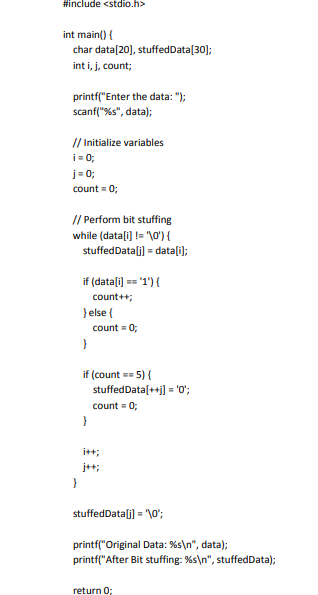 #include <stdio.h>
int main() {
char data[20], stuffedData[30];
int i, j, count;
printf("Enter the data: ");
scanf("%s", data);
// Initialize variables
i = 0;
j = 0;
count = 0;
// Perform bit stuffing
while (data[i] != '\0') {
stuffedData[j] = data[i];
if (data[i] == '1') {
count++;
} else {
count = 0;
}
if (count == 5) {
stuffedData[++j] = '0';
count = 0;
}
i++;
j++;
}
stuffedData[j] = '\0';
printf("Original Data: %s\n", data);
printf("After Bit stuffing: %s\n", stuffedData);
return 0;